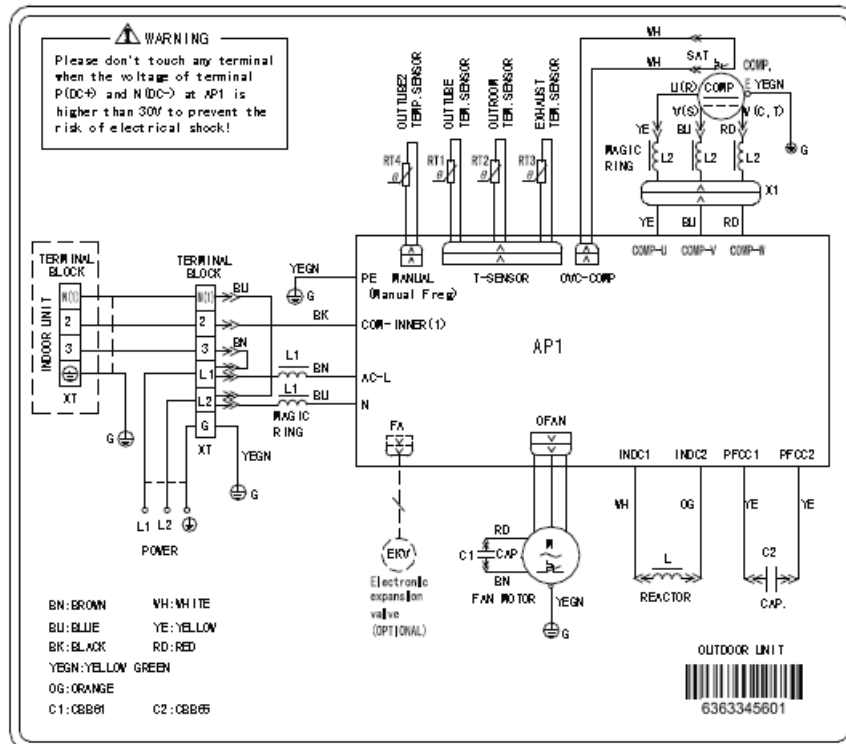 WARNING
Please don't touch any terminal
when the voltage of terminal
P(DC+) and N(DC-) at AP1 is
higher than 30V to prevent the
risk of electrical shock!
OUTTUBE2
TEMP.SENSOR
OUTTUBE
TEM.SENSOR
OUTROOM
TEM.SENSOR
EXHAUST
TEM.SENSOR
RT4
RT1
RT2
RT3
θ
θ
θ
θ
WH
WH
SAT
COMP.
U(R)
COMP
E
YEGN
V(S)
W(C,T)
YE
BU
RD
MAGIC
RING
L2
L2
L2
G
X1
YE
BU
RD
COMP-U
COMP-V
COMP-W
PE
MANUAL
(Manual Freg)
T-SENSOR
OVC-COMP
YEGN
G
COM-INNER(1)
AP1
AC-L
N
INDOOR UNIT
TERMINAL
BLOCK
N(1)
2
3
XT
G
TERMINAL
BLOCK
N(1)
2
3
L1
L2
G
XT
BU
BK
BN
L1
BN
L1
BU
MAGIC
RING
YEGN
G
L1
L2
POWER
FA
EKV
Electronic
expansion
valve
(OPTIONAL)
OFAN
RD
C1
CAP.
BN
M
FAN MOTOR
YEGN
G
INDC1
INDC2
PFCC1
PFCC2
WH
OG
YE
YE
L
REACTOR
C2
CAP.
BN:BROWN
WH:WHITE
BU:BLUE
YE:YELLOW
BK:BLACK
RD:RED
YEGN:YELLOW GREEN
OG:ORANGE
C1:CBB61
C2:CBB65
OUTDOOR UNIT
6363345601